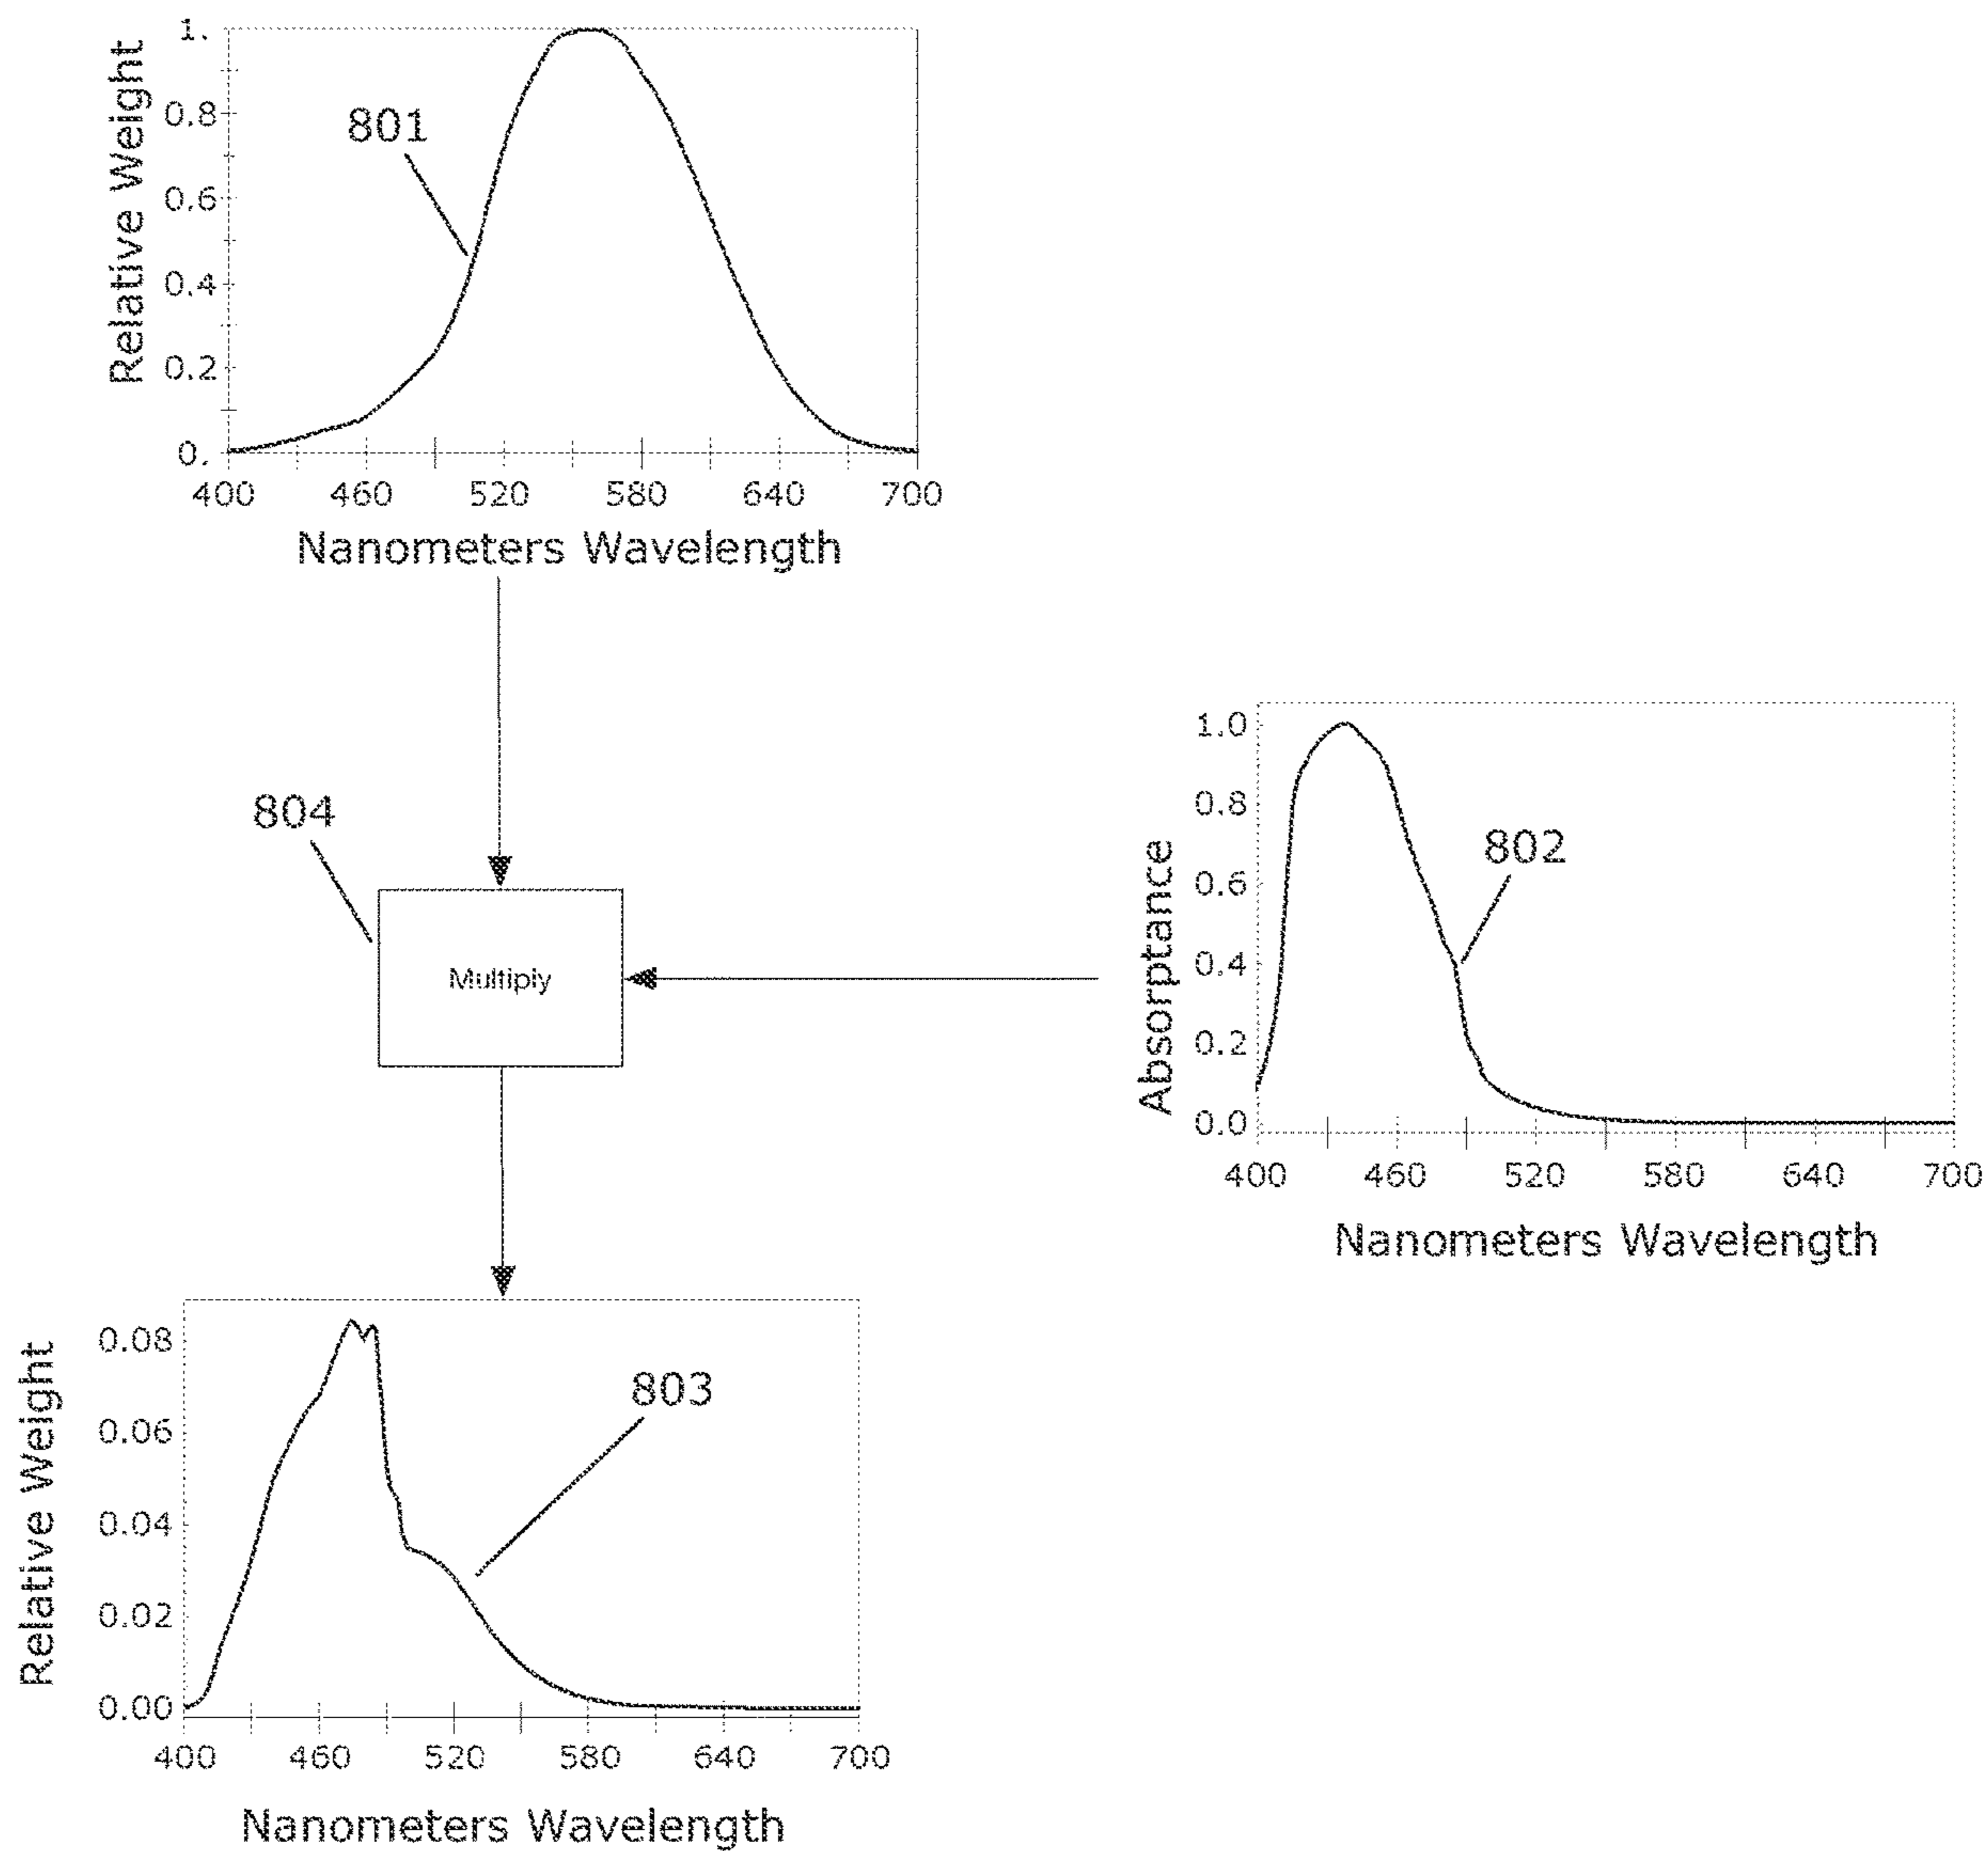 Relative Weight
1.
0.8
0.6
0.4
0.2
0.
801
400 460 520 580 640 700
Nanometers Wavelength
804
Multiply
Absorptance
1.0
0.8
0.6
0.4
0.2
0.0
802
400 460 520 580 640 700
Nanometers Wavelength
Relative Weight
0.08
0.06
0.04
0.02
0.00
803
400 460 520 580 640 700
Nanometers Wavelength